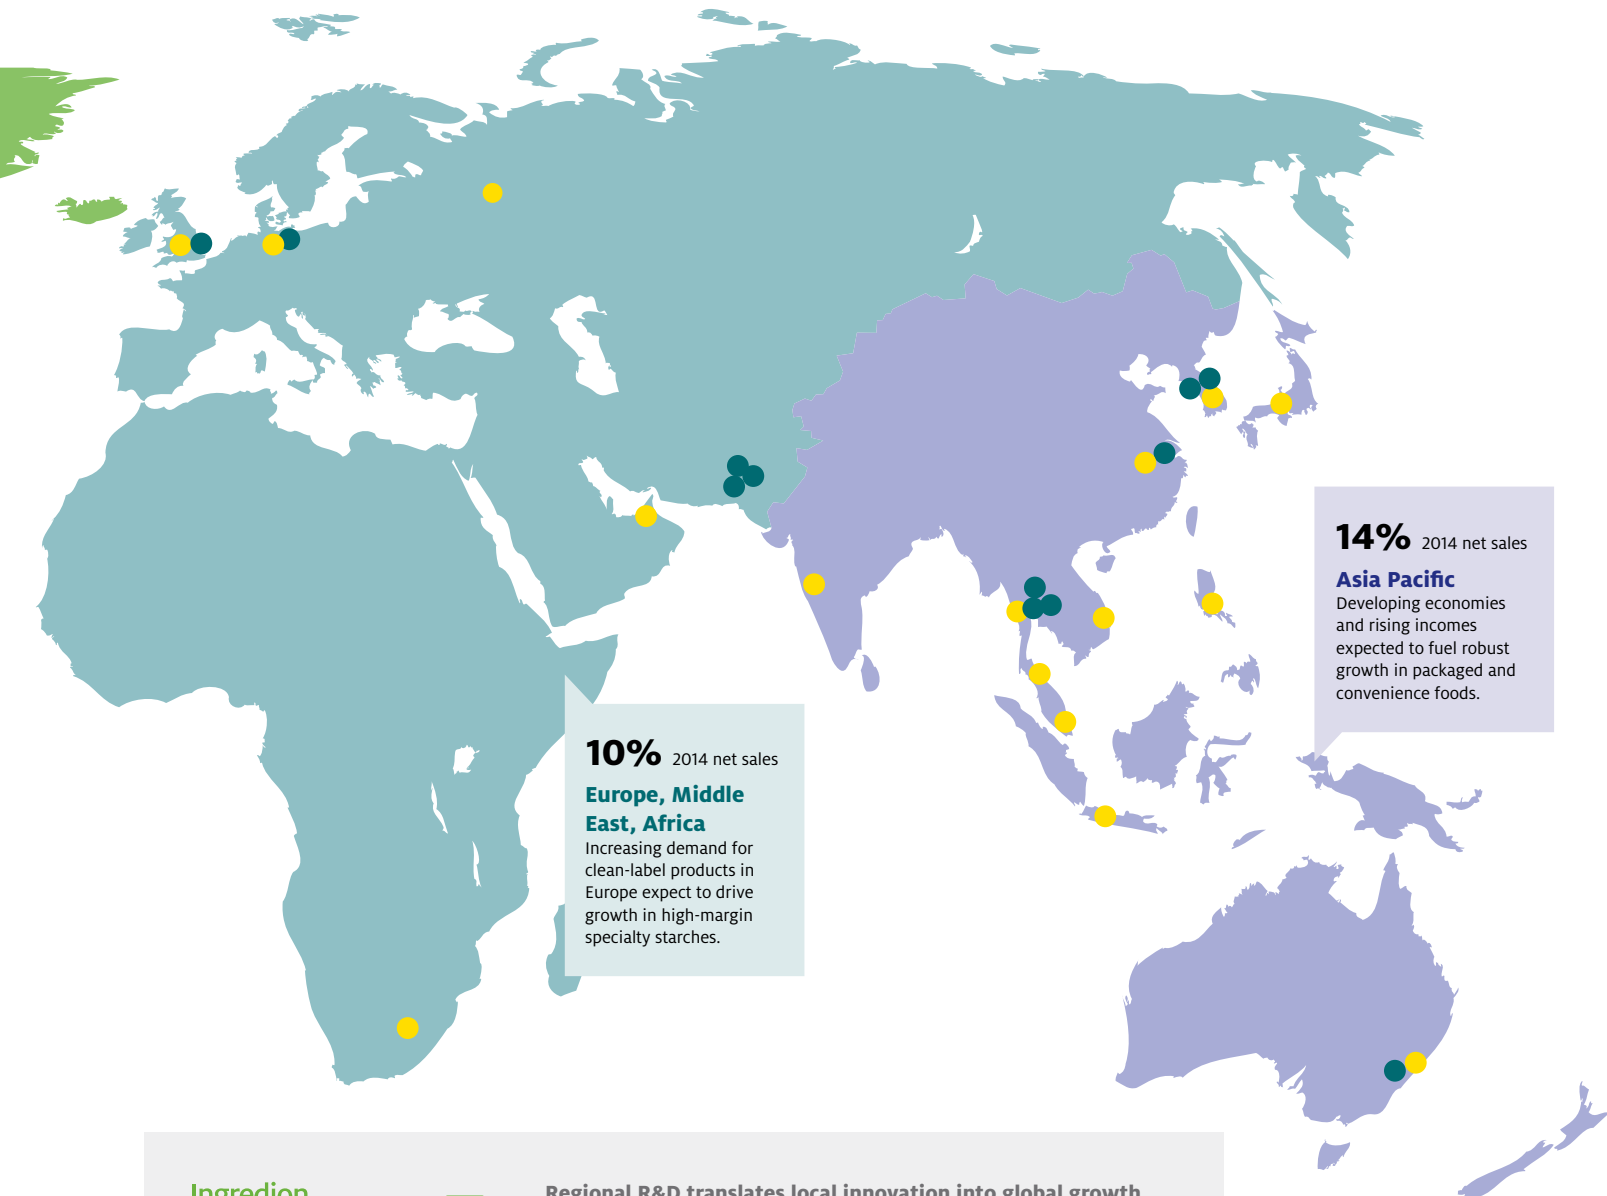 14% 2014 net sales
Asia Pacific
Developing economies
and rising incomes
expected to fuel robust
growth in packaged and
convenience foods.
10% 2014 net sales
Europe, Middle
East, Africa
Increasing demand for
clean-label products in
Europe expect to drive
growth in high-margin
specialty starches.
Ingredion
Regional R&D translates local innovation into global growth